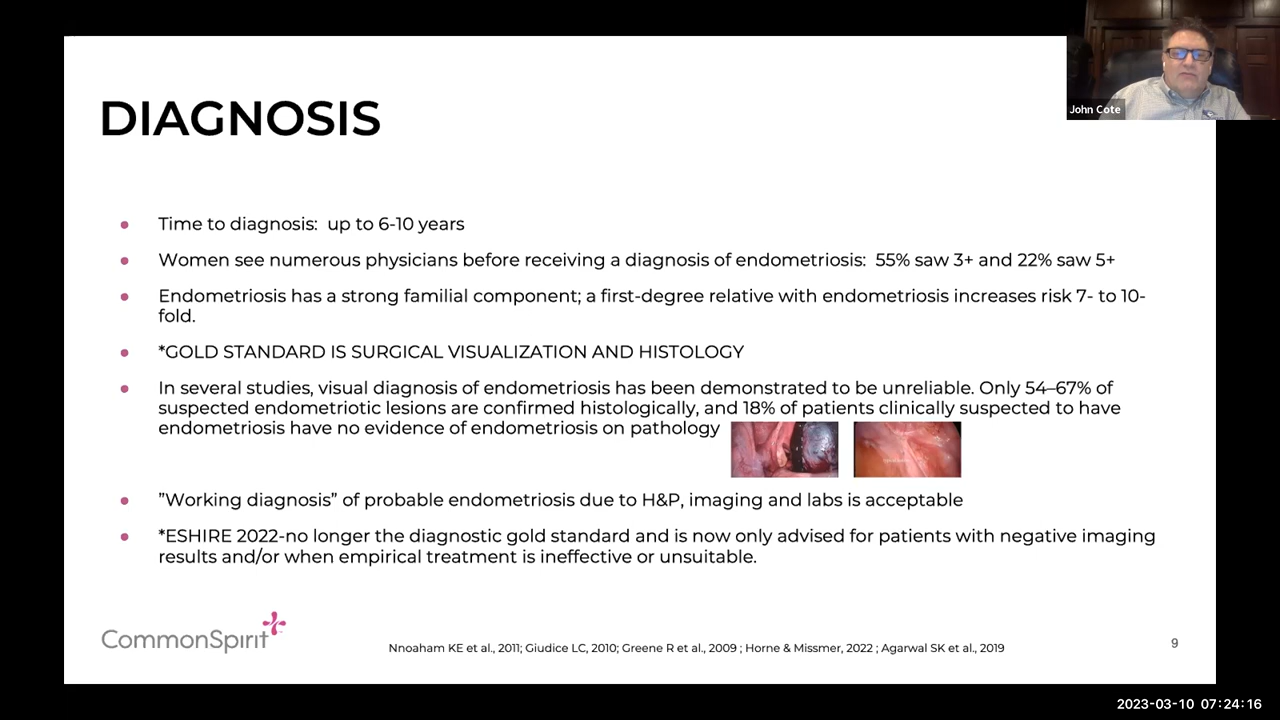 John Cote
DIAGNOSIS
Time to diagnosis: up to 6-10 years
Women see numerous physicians before receiving a diagnosis of endometriosis: 55% saw 3+ and 22% saw 5+
Endometriosis has a strong familial component; a first-degree relative with endometriosis increases risk 7- to 10-
fold.
*GOLD STANDARD IS SURGICAL VISUALIZATION AND HISTOLOGY
In several studies, visual diagnosis of endometriosis has been demonstrated to be unreliable. Only 54–67% of
suspected endometriotic lesions are confirmed histologically, and 18% of patients clinically suspected to have
endometriosis have no evidence of endometriosis on pathology
”Working diagnosis” of probable endometriosis due to H&P, imaging and labs is acceptable
*ESHIRE 2022-no longer the diagnostic gold standard and is now only advised for patients with negative imaging
results and/or when empirical treatment is ineffective or unsuitable.
CommonSpirit
Nnoaham KE et al., 2011; Giudice LC, 2010; Greene R et al., 2009 ; Horne & Missmer, 2022 ; Agarwal SK et al., 2019
9
2023-03-10 07:24:16